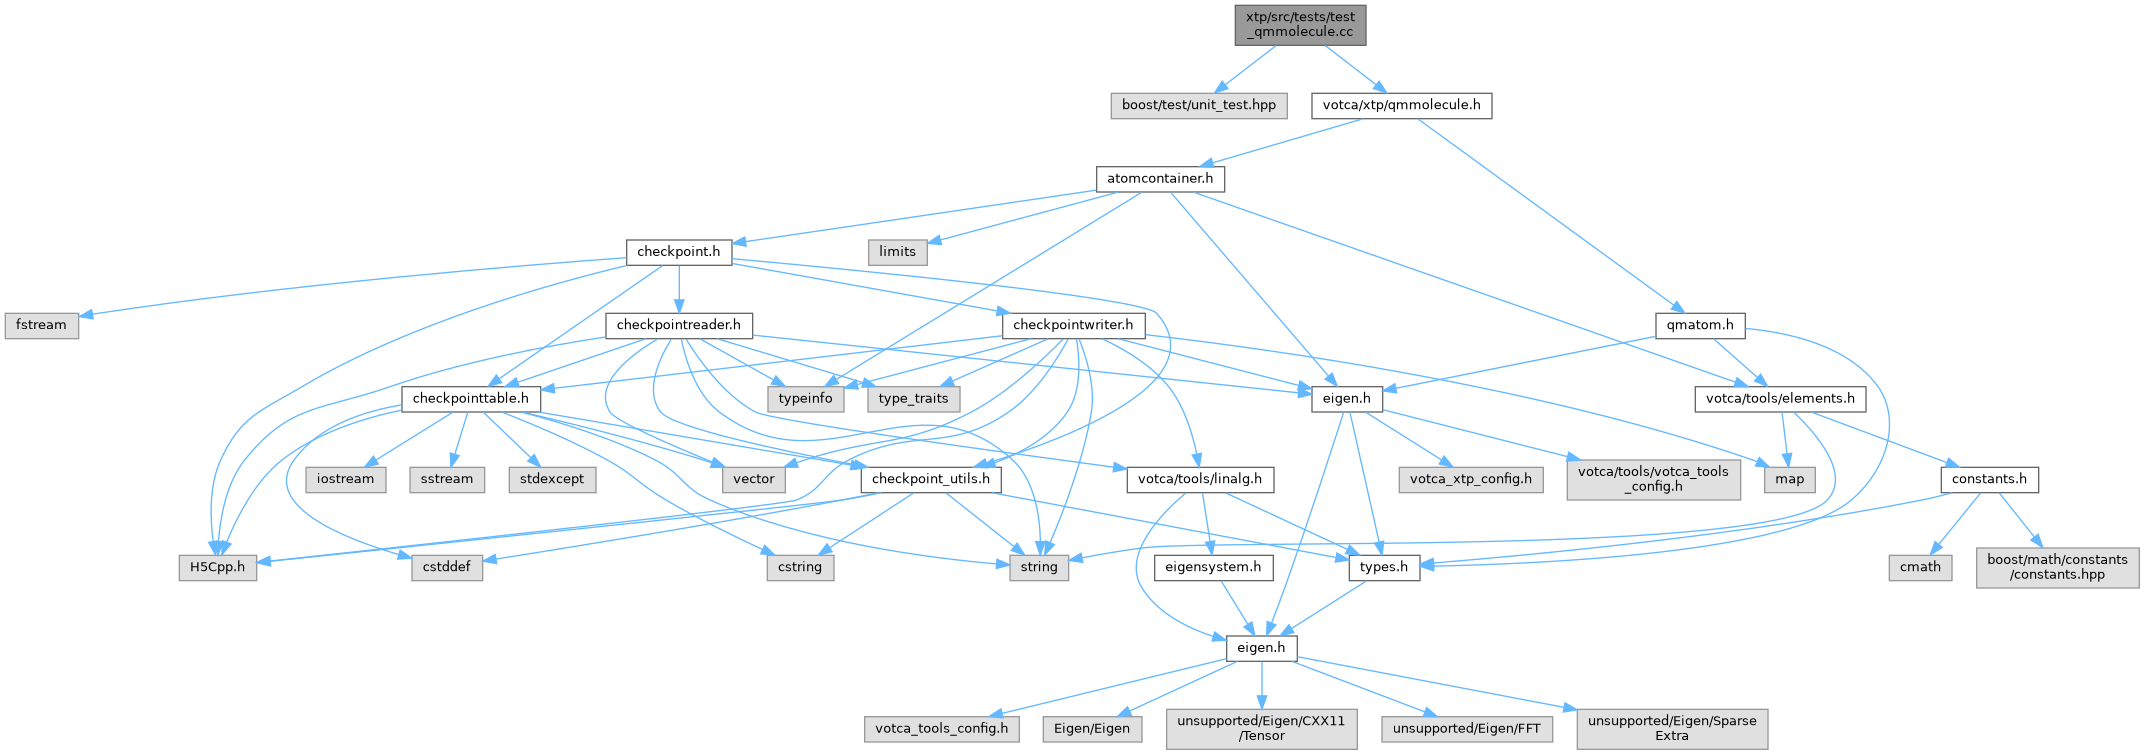 xtp/src/tests/test
_qmmolecule.cc
boost/test/unit_test.hpp
votca/xtp/qmmolecule.h
atomcontainer.h
checkpoint.h
limits
fstream
checkpointreader.h
checkpointwriter.h
qmatom.h
checkpointtable.h
typeinfo
type_traits
eigen.h
votca/tools/elements.h
iostream
sstream
stdexcept
vector
checkpoint_utils.h
votca/tools/linalg.h
votca_xtp_config.h
votca/tools/votca_tools
_config.h
map
constants.h
H5Cpp.h
cstddef
cstring
string
eigensystem.h
types.h
cmath
boost/math/constants
/constants.hpp
eigen.h
votca_tools_config.h
Eigen/Eigen
unsupported/Eigen/CXX11
/Tensor
unsupported/Eigen/FFT
unsupported/Eigen/Sparse
Extra